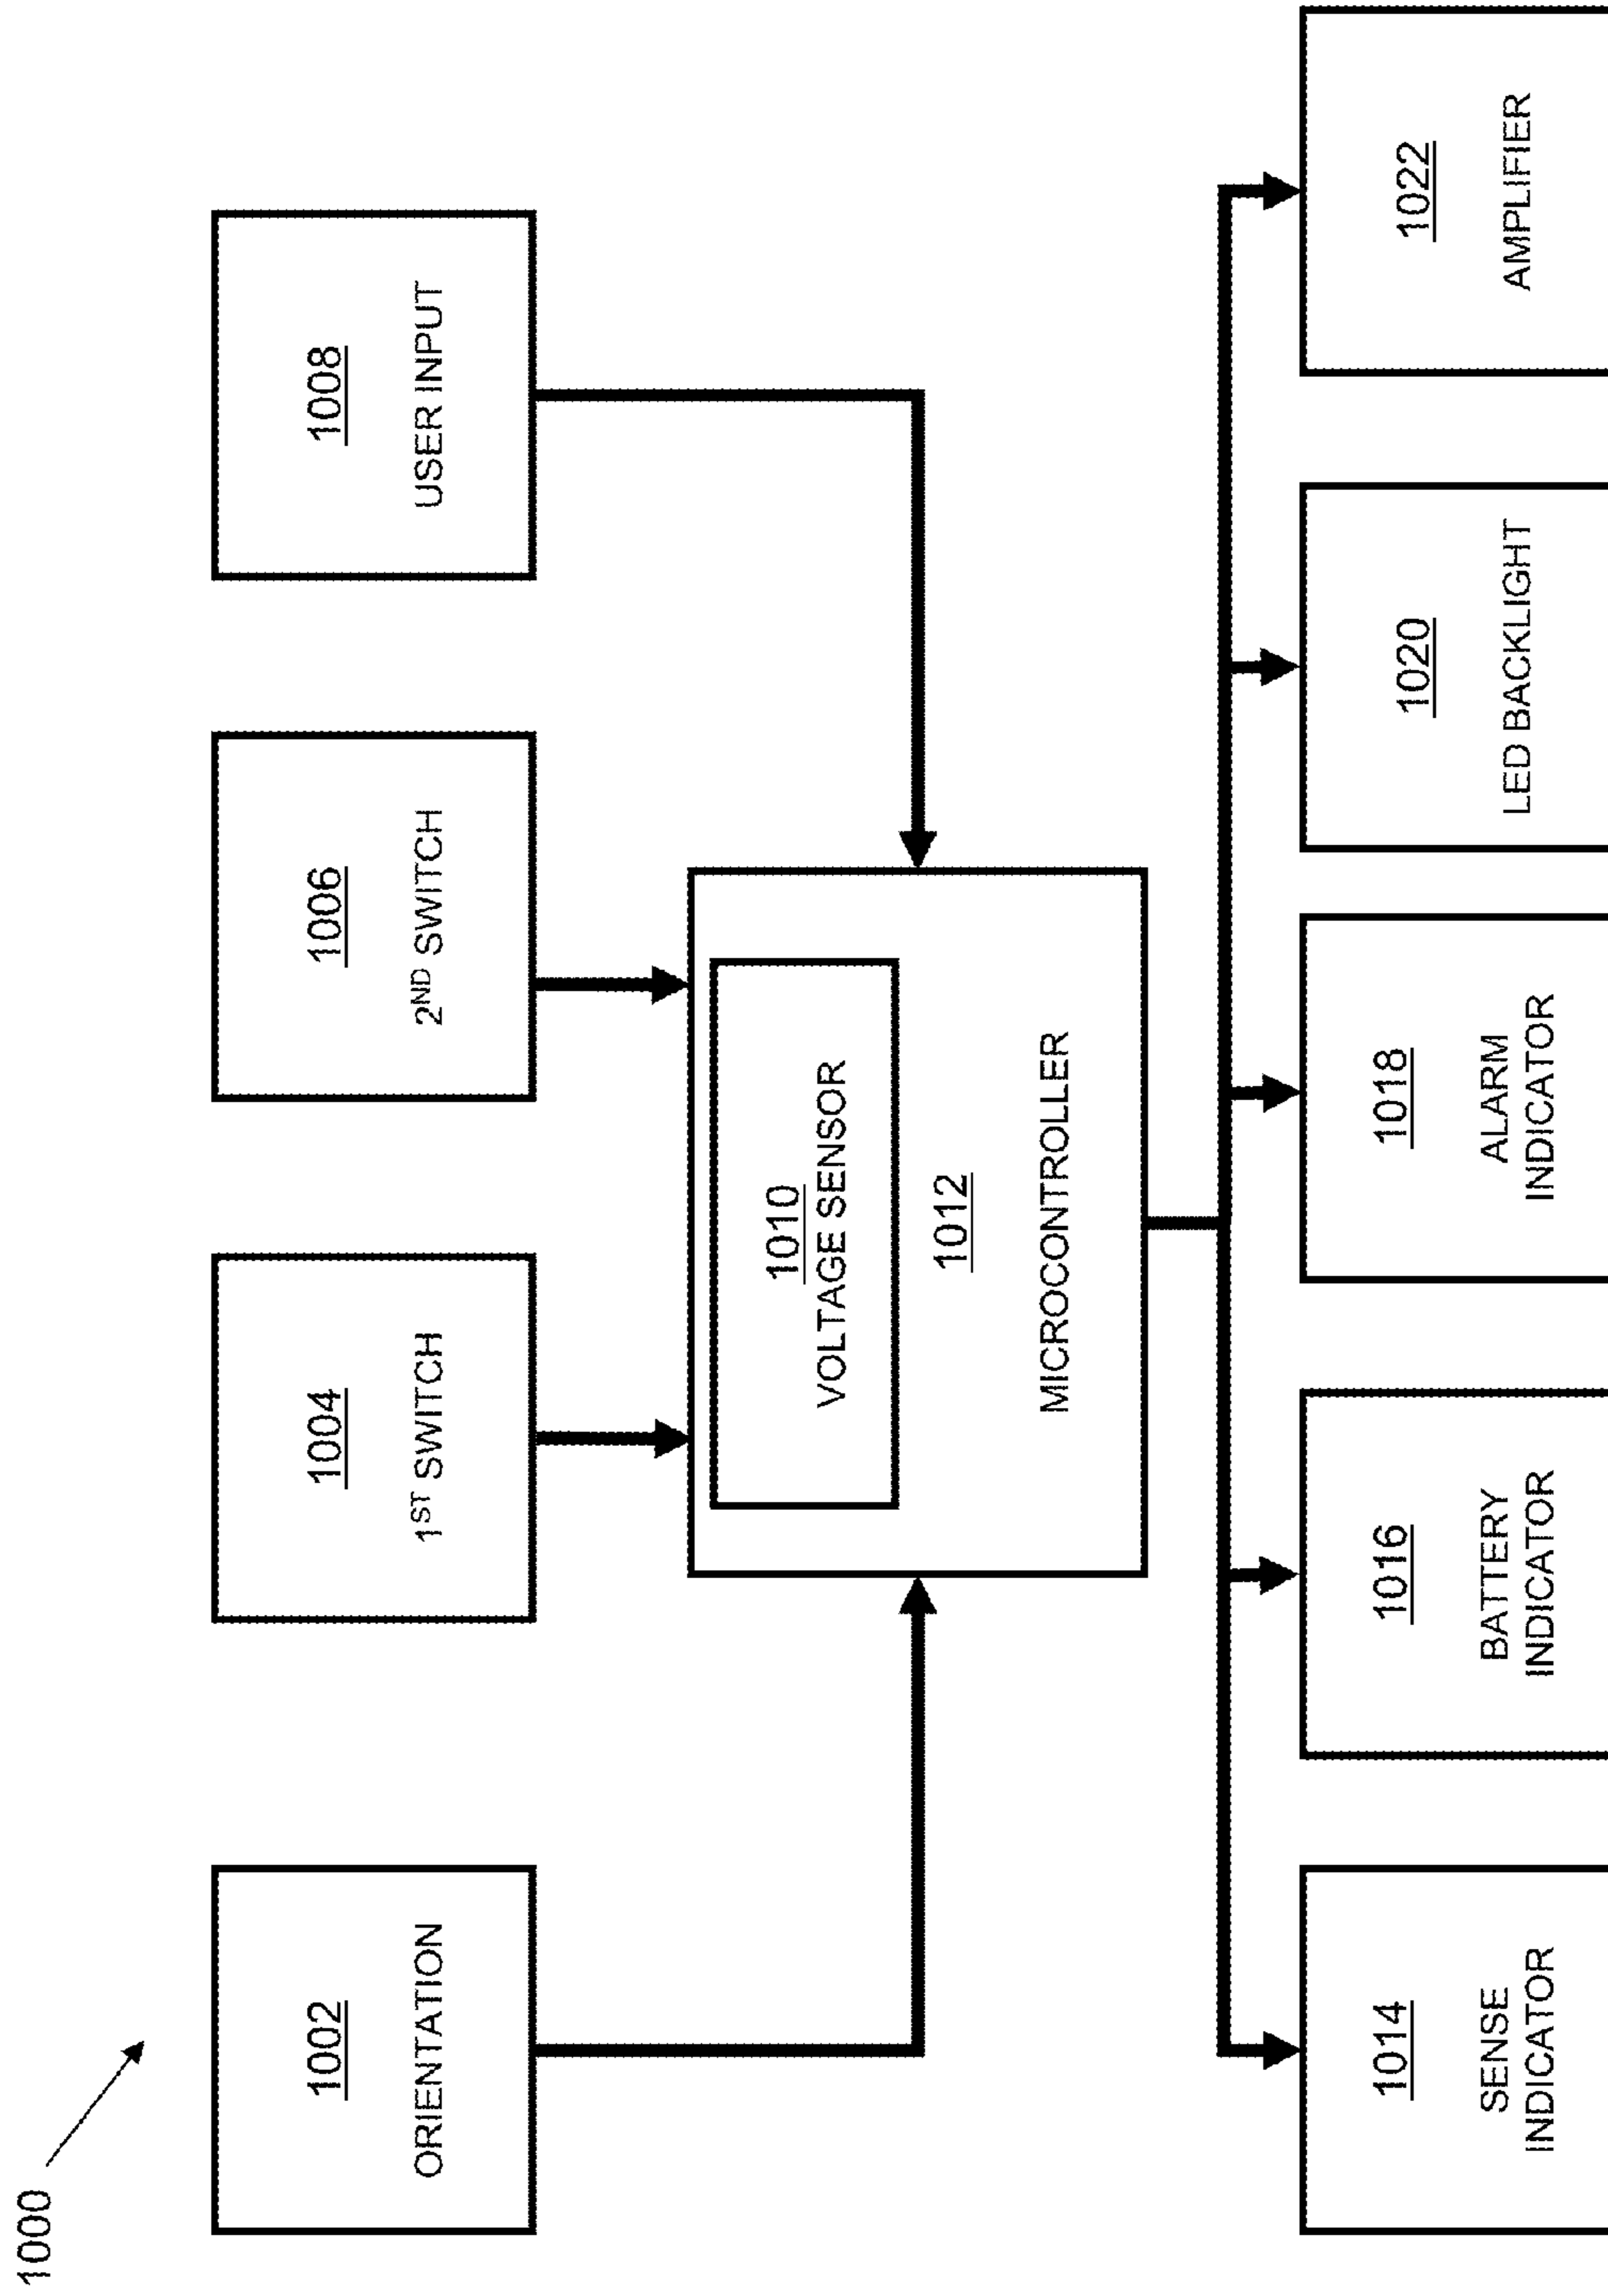 1000
1002
ORIENTATION
1004
1ST SWITCH
1006
2ND SWITCH
1008
USER INPUT
1010
VOLTAGE SENSOR
1012
MICROCONTROLLER
1014
SENSE
INDICATOR
1016
BATTERY
INDICATOR
1018
ALARM
INDICATOR
1020
LED BACKLIGHT
1022
AMPLIFIER